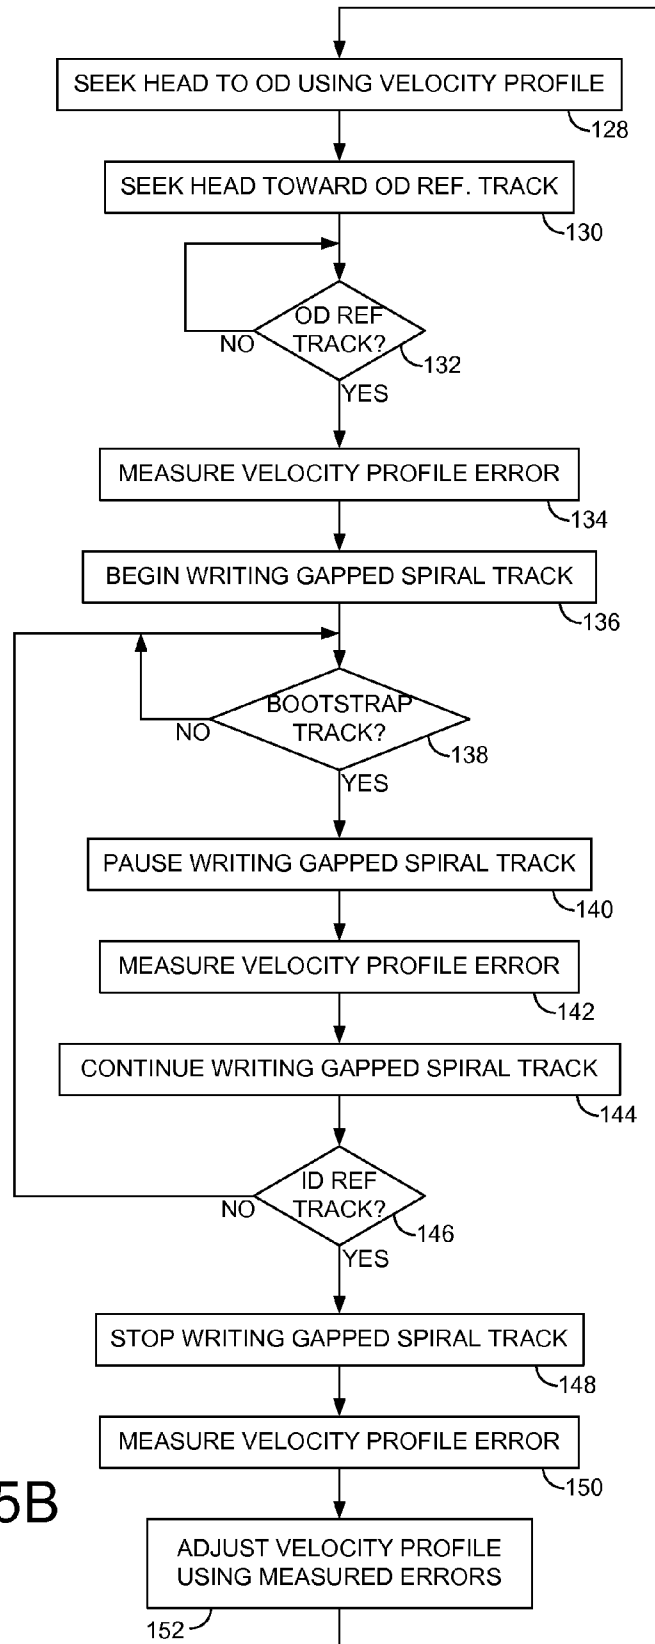 SEEK HEAD TO OD USING VELOCITY PROFILE
128
SEEK HEAD TOWARD OD REF. TRACK
130
OD REF
TRACK?
NO
132
YES
MEASURE VELOCITY PROFILE ERROR
134
BEGIN WRITING GAPPED SPIRAL TRACK
136
BOOTSTRAP
TRACK?
NO
138
YES
PAUSE WRITING GAPPED SPIRAL TRACK
140
MEASURE VELOCITY PROFILE ERROR
142
CONTINUE WRITING GAPPED SPIRAL TRACK
144
ID REF
TRACK?
NO
146
YES
STOP WRITING GAPPED SPIRAL TRACK
148
MEASURE VELOCITY PROFILE ERROR
150
5B
ADJUST VELOCITY PROFILE
USING MEASURED ERRORS
152